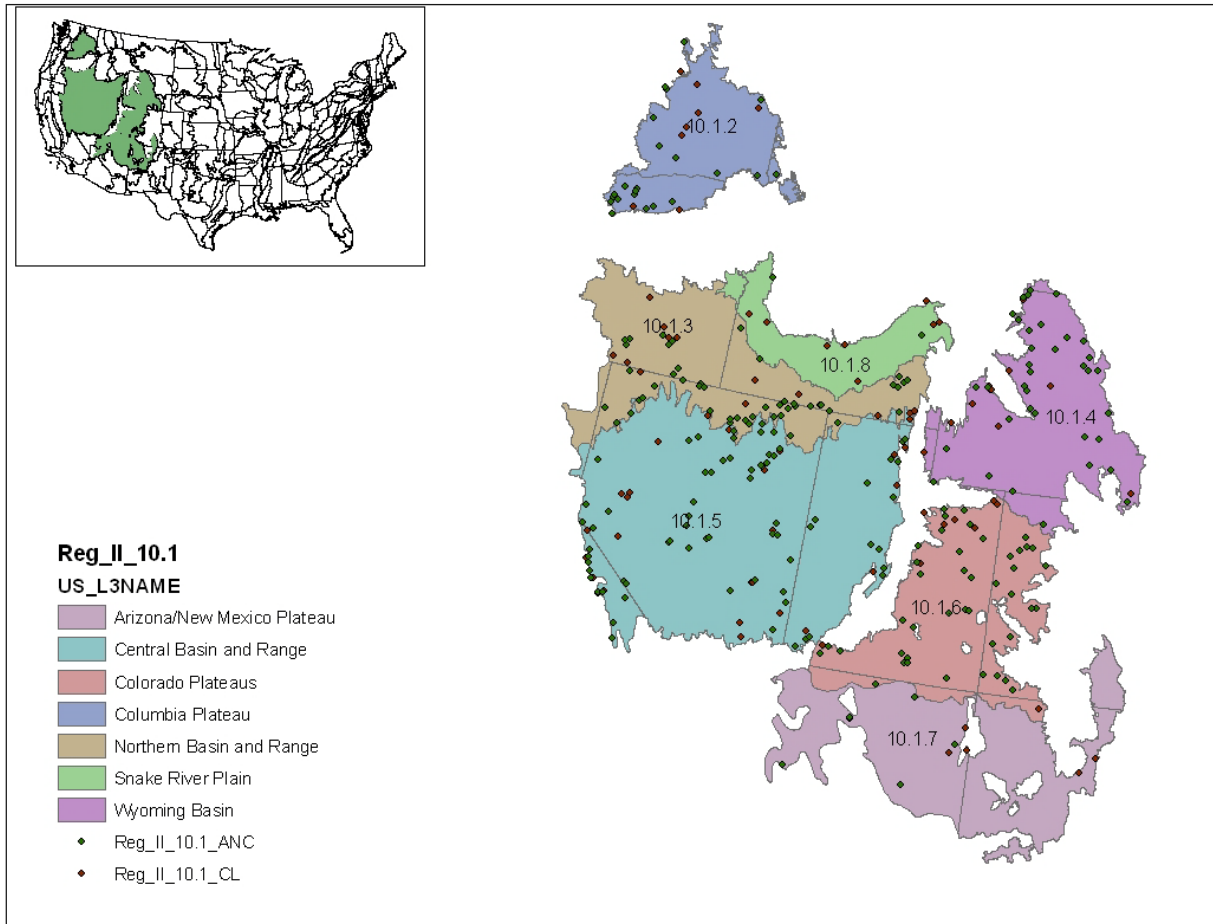 10.1.2
10.1.3
10.1.8
10.1.4
10.1.5
10.1.6
10.1.7
Reg_II_10.1
US_L3NAME
Arizona/New Mexico Plateau
Central Basin and Range
Colorado Plateaus
Columbia Plateau
Northern Basin and Range
Snake River Plain
Wyoming Basin
Reg_II_10.1_ANC
Reg_II_10.1_CL